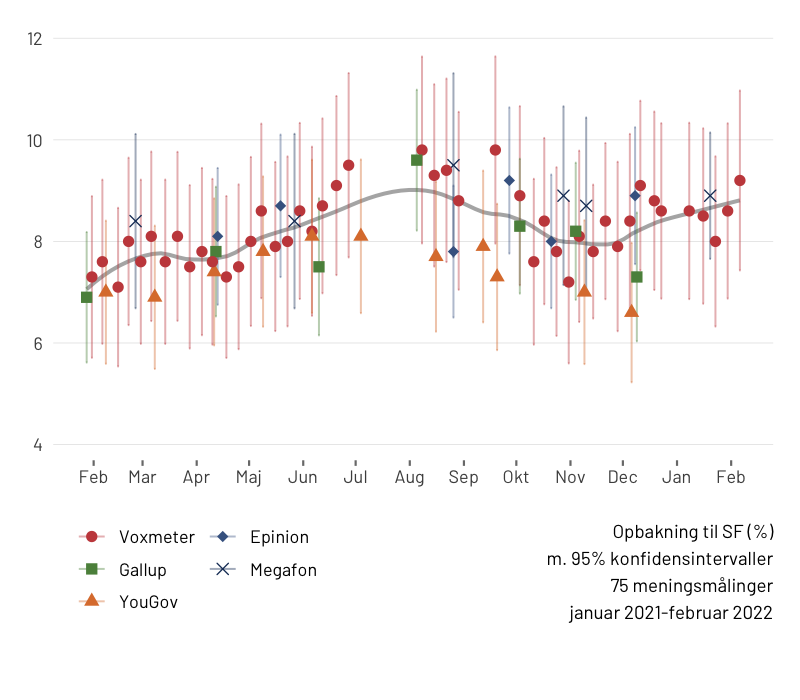 12
10
8
6
4
Feb Mar Apr Maj Jun Jul Aug Sep Okt Nov Dec Jan Feb
Voxmeter Epinion
Gallup Megafon
YouGov
Opbakning til SF (%)
m. 95% konfidensintervaller
75 meningsmålinger
januar 2021-februar 2022